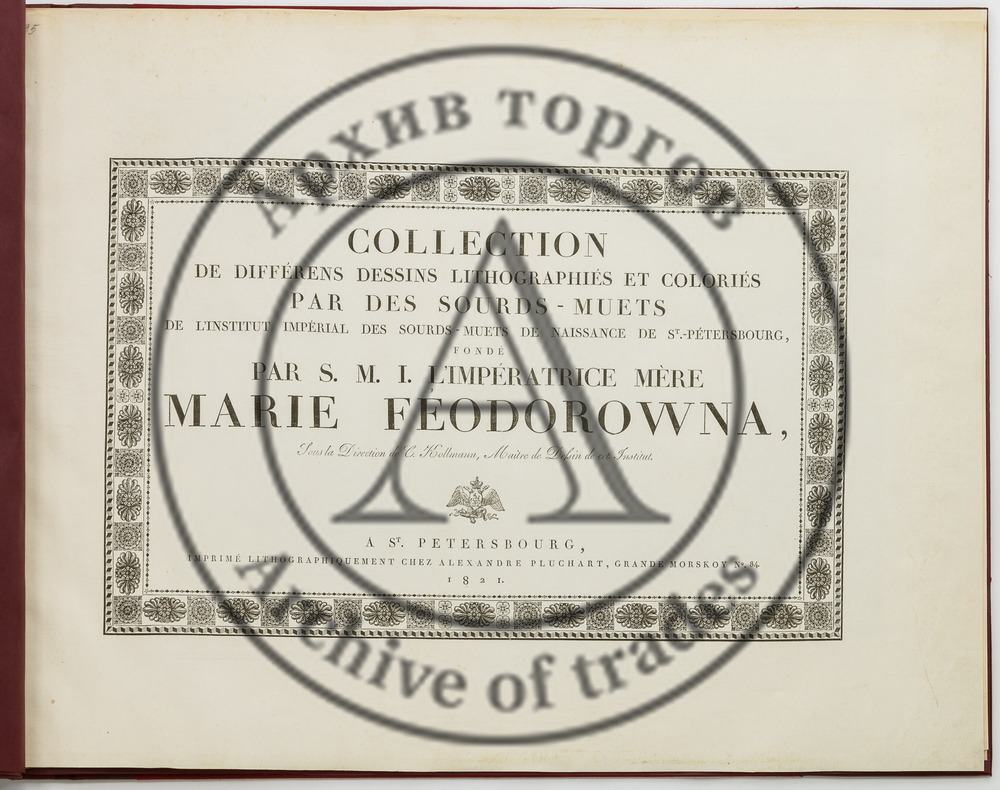 COLLECTION
DE DIFFÉRENS DESSINS LITHOGRAPHIÉS ET COLORIÉS
PAR DES SOURDS-MUETS
DE L'INSTITUT IMPÉRIAL DES SOURDS-MUETS DE NAISSANCE DE ST.-PÉTERSBOURG,
FONDÉ
PAR S. M. I. L'IMPÉRATRICE MÈRE
MARIE FÉODOROWNA,
Sous la Direction de C. Kollmann, Maître de Dessin de cet Institut.
A ST. PETERSBOURG,
IMPRIMÉ LITHOGRAPHIQUEMENT CHEZ ALEXANDRE PLUCHART, GRANDE MORSKOY No. 84.
1821.
Архив торгов
A
Archive of trades